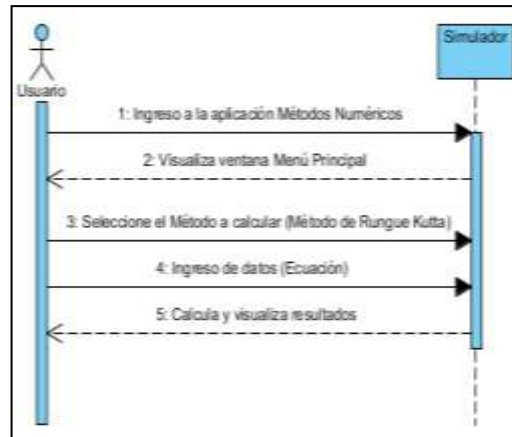 Simulador
Usuario
1: Ingreso a la aplicación Métodos Numéricos
2: Visualiza ventana Menú Principal
3: Seleccione el Método a calcular (Método de Rungue Kutta)
4: Ingreso de datos (Ecuación)
5: Calcula y visualiza resultados